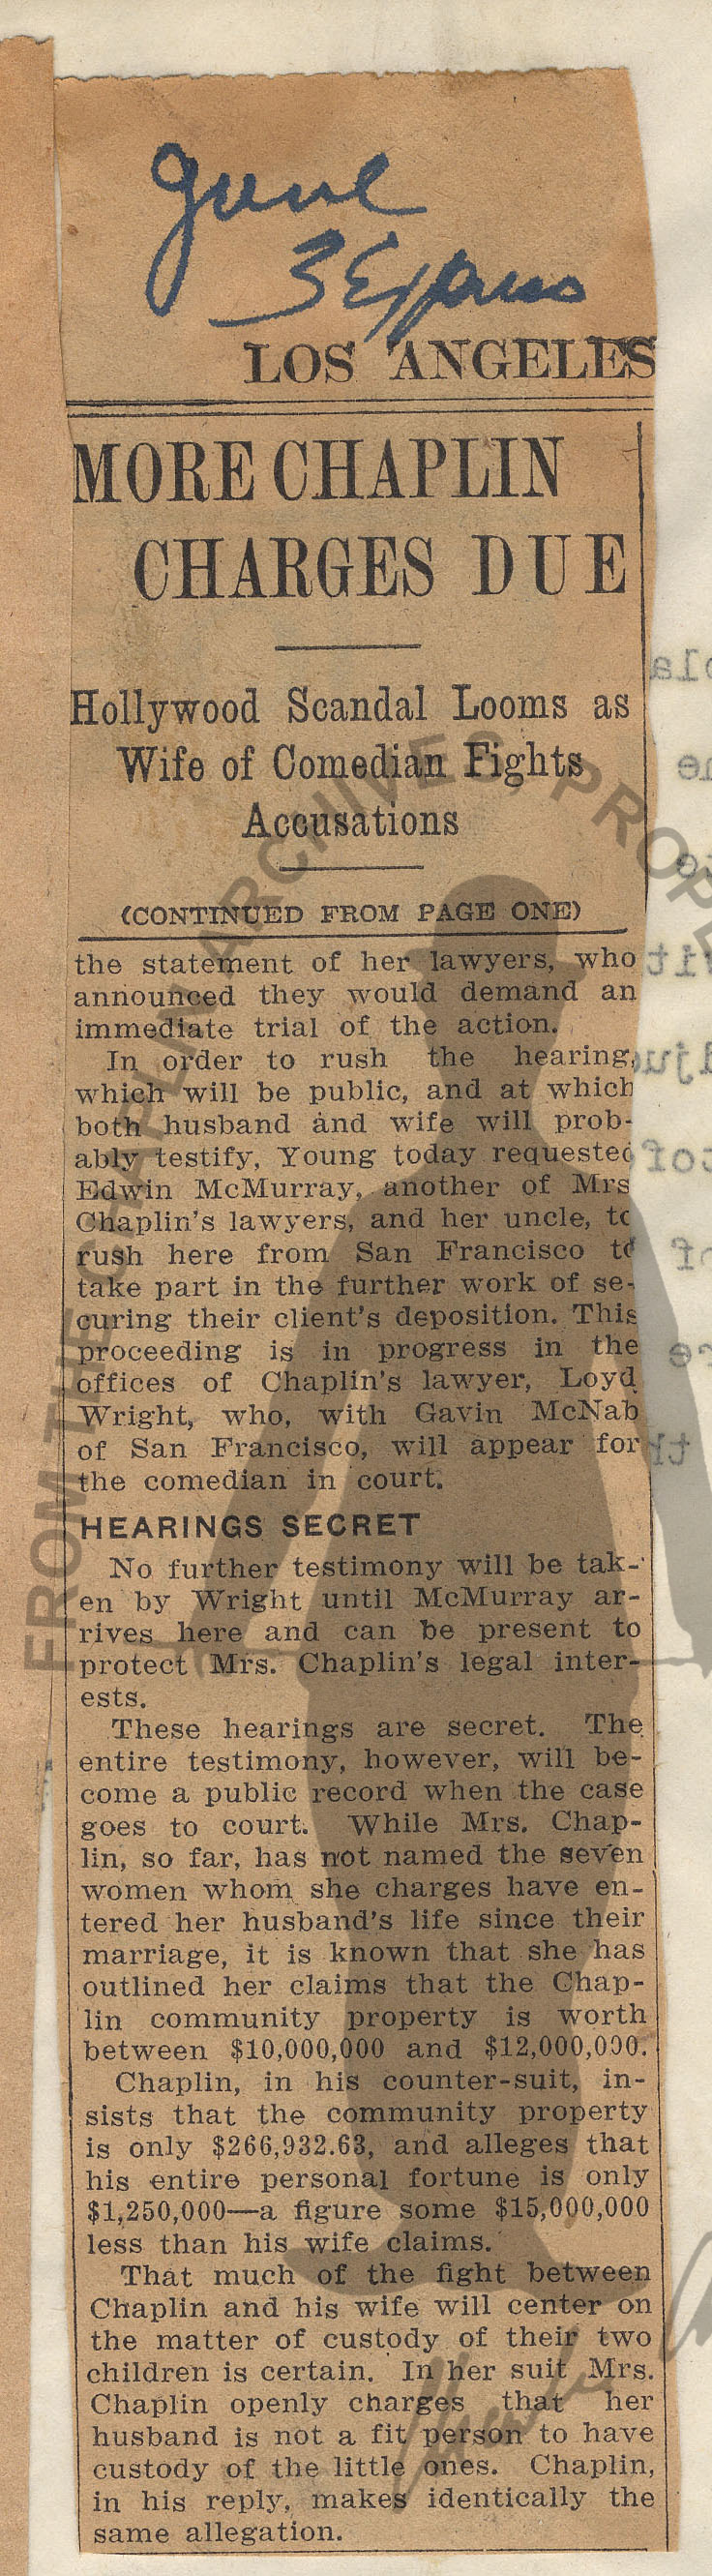 June
3 Express
LOS ANGELES
MORE CHAPLIN
CHARGES DUE
Hollywood Scandal Looms as
Wife of Comedian Fights
Accusations
(CONTINUED FROM PAGE ONE)
the statement of her lawyers, who
announced they would demand an
immediate trial of the action.
In order to rush the hearing,
which will be public, and at which
both husband and wife will prob-
ably testify, Young today requested
Edwin McMurray, another of Mrs
Chaplin's lawyers, and her uncle, to
rush here from San Francisco to
take part in the further work of se-
curing their client's deposition. This
proceeding is in progress in the
offices of Chaplin's lawyer, Loyd
Wright, who, with Gavin McNab
of San Francisco, will appear for
the comedian in court.
HEARINGS SECRET
No further testimony will be tak-
en by Wright until McMurray ar-
rives here and can be present to
protect Mrs. Chaplin's legal inter-
ests.
These hearings are secret. The
entire testimony, however, will be-
come a public record when the case
goes to court. While Mrs. Chap-
lin, so far, has not named the seven
women whom she charges have en-
tered her husband's life since their
marriage, it is known that she has
outlined her claims that the Chap-
lin community property is worth
between $10,000,000 and $12,000,000.
Chaplin, in his counter-suit, in-
sists that the community property
is only $266,932.63, and alleges that
his entire personal fortune is only
$1,250,000—a figure some $15,000,000
less than his wife claims.
That much of the fight between
Chaplin and his wife will center on
the matter of custody of their two
children is certain. In her suit Mrs.
Chaplin openly charges that her
husband is not a fit person to have
custody of the little ones. Chaplin,
in his reply, makes identically the
same allegation.
FROM THE CHAPLIN ARCHIVES, PROPE